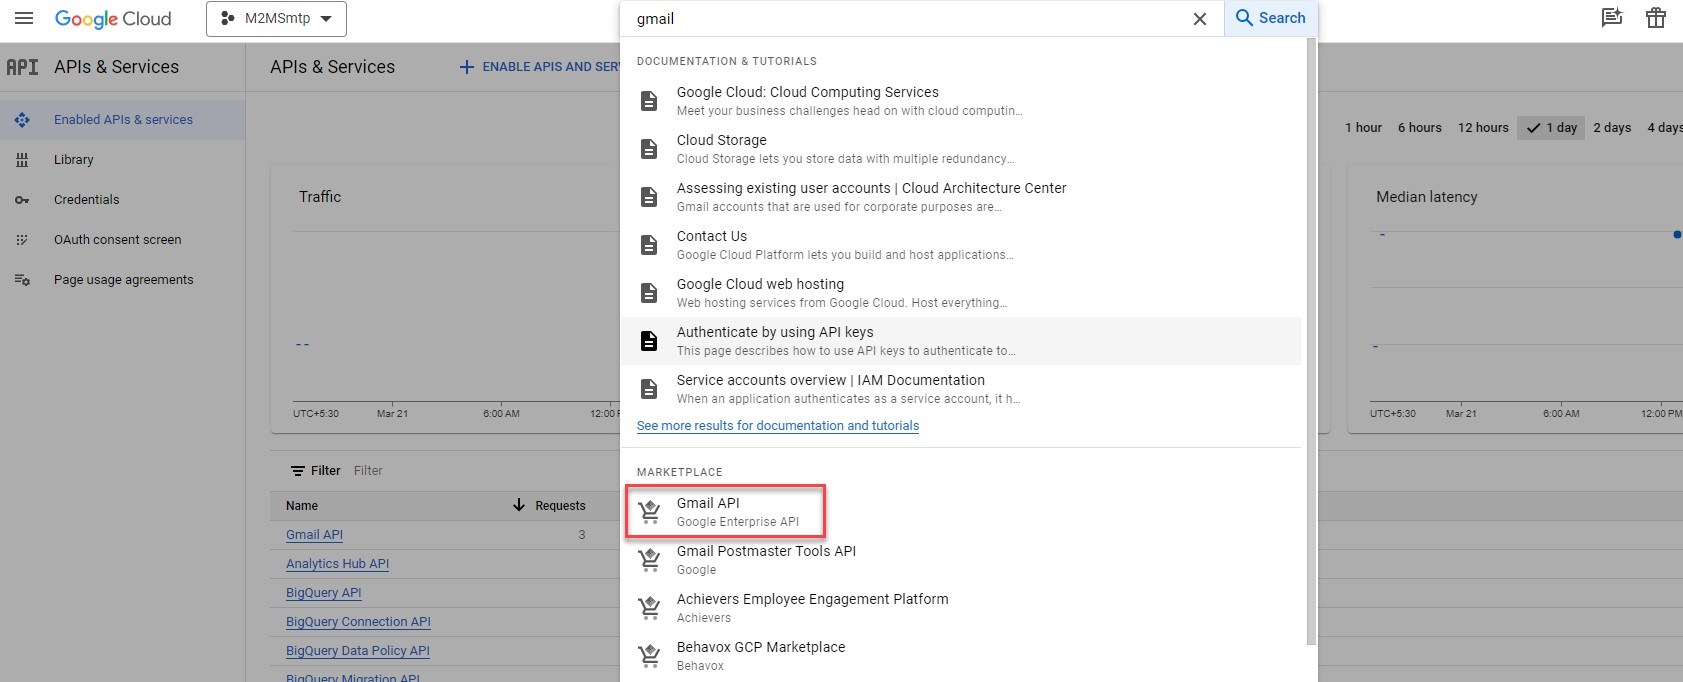 Google Cloud
M2MSmtp
gmail
Search
API
APIs & Services
Enabled APIs & services
Library
Credentials
OAuth consent screen
Page usage agreements
APIs & Services
ENABLE APIS AND SER
1 hour
6 hours
12 hours
1 day
2 days
4 days
Traffic
UTC+5:30
Mar 21
6:00 AM
12:00
DOCUMENTATION & TUTORIALS
Google Cloud: Cloud Computing Services
Meet your business challenges head on with cloud computin…
Cloud Storage
Cloud Storage lets you store data with multiple redundancy…
Assessing existing user accounts | Cloud Architecture Center
Gmail accounts that are used for corporate purposes are…
Contact Us
Google Cloud Platform lets you build and host applications…
Google Cloud web hosting
Web hosting services from Google Cloud. Host everything…
Authenticate by using API keys
This page describes how to use API keys to authenticate to…
Service accounts overview | IAM Documentation
When an application authenticates as a service account, it h…
See more results for documentation and tutorials
MARKETPLACE
Gmail API
Google Enterprise API
Gmail Postmaster Tools API
Google
Achievers Employee Engagement Platform
Achievers
Behavox GCP Marketplace
Behavox
Median latency
UTC+5:30
Mar 21
6:00 AM
12:00 PM
Filter
Filter
Name
Requests
Gmail API
3
Analytics Hub API
BigQuery API
BigQuery Connection API
BigQuery Data Policy API
BigQuery Migration API